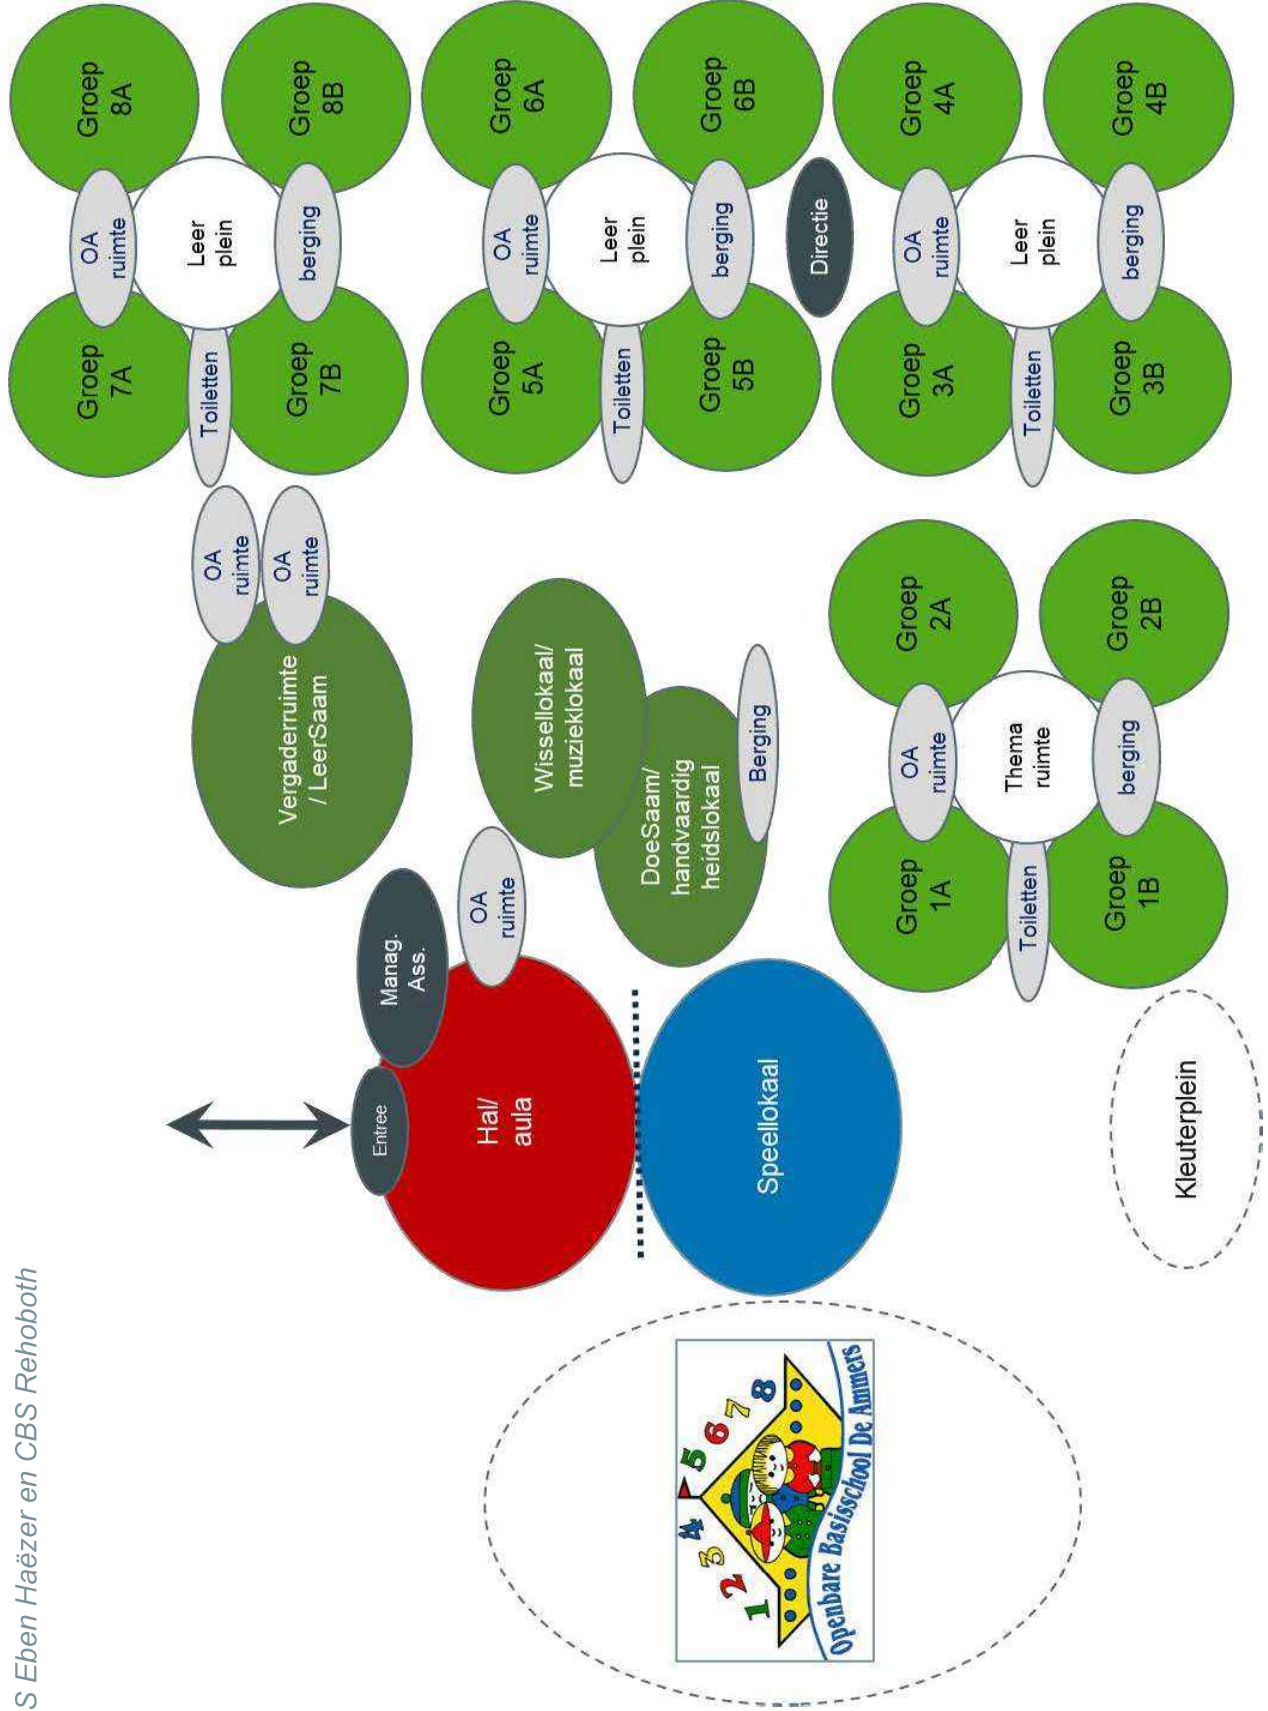 S Eben Haëzer en CBS Rehoboth
Groep
7A
OA
ruimte
Groep
8A
Toiletten
Leer
plein
Groep
7B
berging
Groep
8B
Vergaderruimte
/ LeerSaam
OA
ruimte
OA
ruimte
Entree
Manag.
Ass.
Hal/
aula
OA
ruimte
Wissellokaal/
muzieklokaal
Groep
5A
OA
ruimte
Groep
6A
Toiletten
Leer
plein
Groep
5B
berging
Groep
6B
DoeSaam/
handvaardig
heidslokaal
Berging
Speellokaal
Directie
1 2 3 4 5 6 7 8
Openbare Basisschool De Ammers
Groep
1A
OA
ruimte
Groep
2A
Toiletten
Thema
ruimte
Groep
1B
berging
Groep
2B
Groep
3A
OA
ruimte
Groep
4A
Toiletten
Leer
plein
Groep
3B
berging
Groep
4B
Kleuterplein